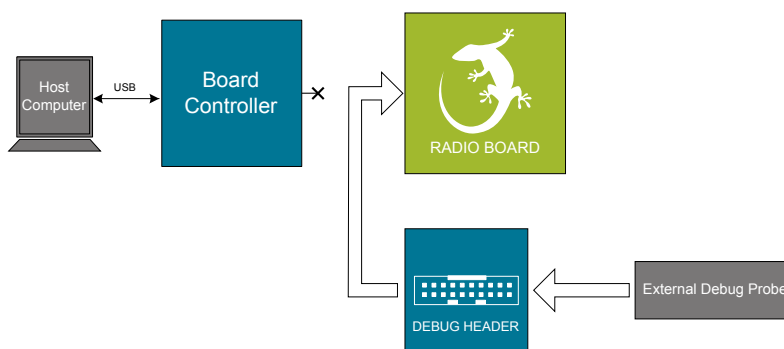 Host
Computer
USB
Board
Controller
RADIO BOARD
DEBUG HEADER
External Debug Probe